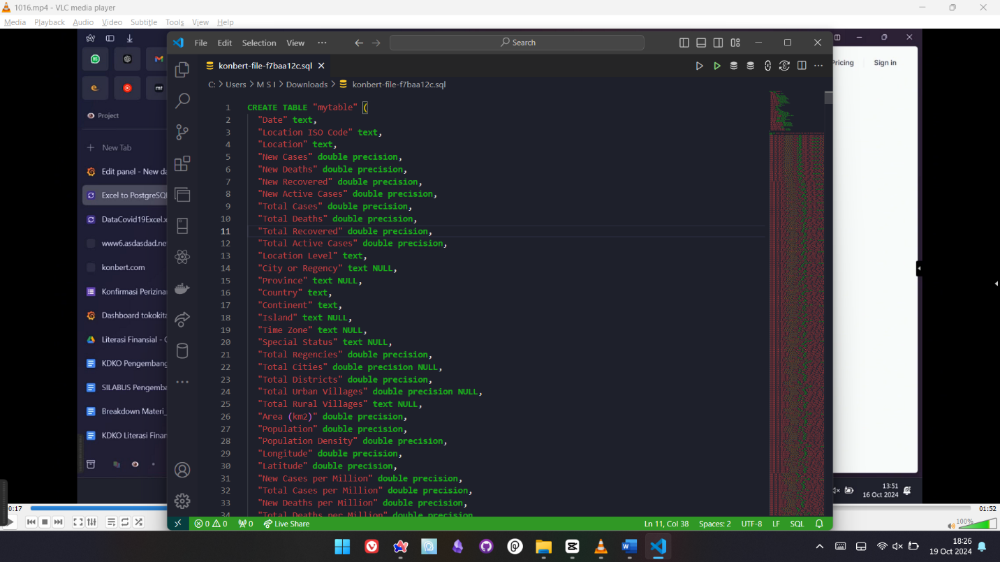 1016.mp4 - VLC media player
Media Playback Audio Video Subtitle Tools View Help
File Edit Selection View ··· Search
Pricing Sign in
konbert-file-f7baa12c.sql
C: > Users > M S I > Downloads > konbert-file-f7baa12c.sql
Project
New Tab
Edit panel - New da
Excel to PostgreSQL
DataCovid19Excel.x
www6.asdasdad.ne
konbert.com
Konfirmasi Perizina
Dashboard tokokita
Literasi Finansial - 
KDKO Pengembang
SILABUS Pengemba
Breakdown Materi_
KDKO Literasi Finan
1 CREATE TABLE "mytable" (
2 "Date" text,
3 "Location ISO Code" text,
4 "Location" text,
5 "New Cases" double precision,
6 "New Deaths" double precision,
7 "New Recovered" double precision,
8 "New Active Cases" double precision,
9 "Total Cases" double precision,
10 "Total Deaths" double precision,
11 "Total Recovered" double precision,
12 "Total Active Cases" double precision,
13 "Location Level" text,
14 "City or Regency" text NULL,
15 "Province" text NULL,
16 "Country" text,
17 "Continent" text,
18 "Island" text NULL,
19 "Time Zone" text NULL,
20 "Special Status" text NULL,
21 "Total Regencies" double precision,
22 "Total Cities" double precision NULL,
23 "Total Districts" double precision,
24 "Total Urban Villages" double precision NULL,
25 "Total Rural Villages" text NULL,
26 "Area (km2)" double precision,
27 "Population" double precision,
28 "Population Density" double precision,
29 "Longitude" double precision,
30 "Latitude" double precision,
31 "New Cases per Million" double precision,
32 "Total Cases per Million" double precision,
33 "New Deaths per Million" double precision,
34 "Total Deaths per Million" double precision
13:51
16 Oct 2024
0:17
01:52
0 0 0 Live Share
Ln 11, Col 38 Spaces: 2 UTF-8 LF SQL
100%
18:26
19 Oct 2024